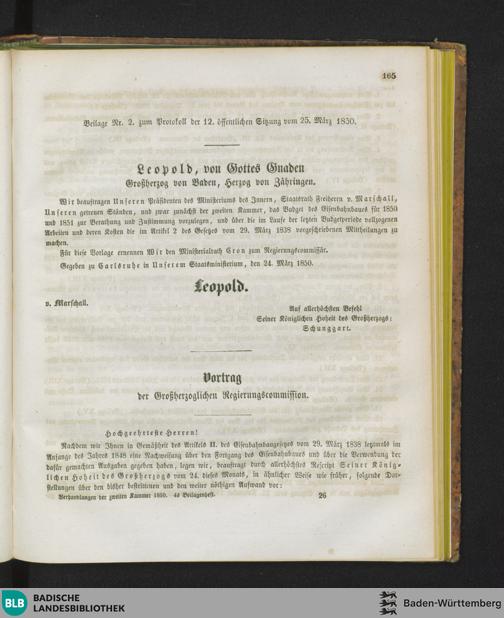 165
Beilage Nr. 2. zum Protokoll der 12. öffentlichen Sitzung vom 25. März 1850.
Leopold, von Gottes Gnaden
Großherzog von Baden, Herzog von Zähringen.
Wir beauftragen Unseren Präsidenten des Ministeriums des Innern, Staatsrath Freiherrn v. Marschall,
Unseren getreuen Ständen, und zwar zunächst der zweiten Kammer, das Budget des Eisenbahnbaues für 1850
und 1851 zur Berathung und Zustimmung vorzulegen, und über die im Laufe der letzten Budgetperiode vollzogenen
Arbeiten und deren Kosten die im Artikel 2 des Gesetzes vom 29. März 1838 vorgeschriebenen Mittheilungen zu
machen.
Für diese Vorlage ernennen Wir den Ministerialrath Cron zum Regierungscommissär.
Gegeben zu Carlsruhe in Unserem Staatsministerium, den 24. März 1850.
Leopold.
v. Marschall.
Auf allerhöchsten Befehl
Seiner Königlichen Hoheit des Großherzogs:
Schunggart.
Vortrag
der Großherzoglichen Regierungscommission.
Hochgeehrteste Herren!
Nachdem wir Ihnen in Gemäßheit des Artikels II. des Eisenbahnbaugesetzes vom 29. März 1838 letztmals im
Anfange des Jahres 1848 eine Nachweisung über den Fortgang des Eisenbahnbaues und über die Verwendung der
dafür gemachten Ausgaben gegeben haben, legen wir, beauftragt durch allerhöchstes Rescript Seiner König-
lichen Hoheit des Großherzogs vom 24. dieses Monats, in ähnlicher Weise wie früher, folgende Dar-
stellungen über den bisher bestrittenen und den weiter nöthigen Aufwand vor:
Verhandlungen der zweiten Kammer 1850. 4s Beilagenheft. 26
BLB BADISCHE
LANDESBIBLIOTHEK
Baden-Württemberg